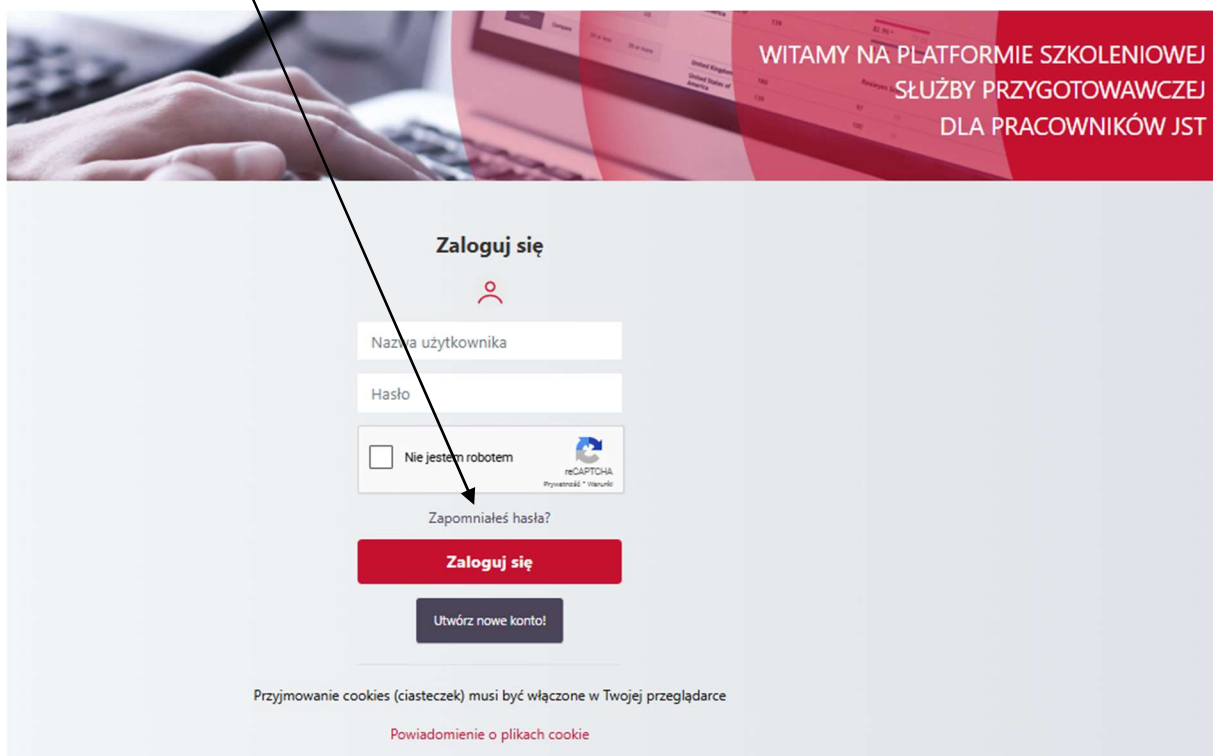 WITAMY NA PLATFORMIE SZKOLENIOWEJ
SŁUŻBY PRZYGOTOWAWCZEJ
DLA PRACOWNIKÓW JST
Zaloguj się
Nazwa użytkownika
Hasło
Nie jestem robotem
reCAPTCHA
Prywatność * Warunki
Zapomniałeś hasła?
Zaloguj się
Utwórz nowe konto!
Przyjmowanie cookies (ciasteczek) musi być włączone w Twojej przeglądarce
Powiadomienie o plikach cookie